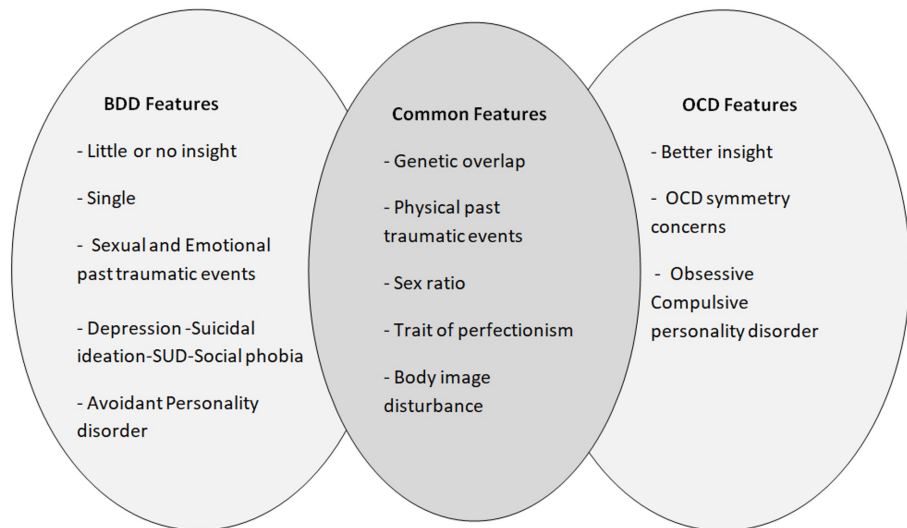 BDD Features
- Little or no insight
- Single
- Sexual and Emotional
past traumatic events
- Depression -Suicidal
ideation-SUD-Social phobia
- Avoidant Personality
disorder
Common Features
- Genetic overlap
- Physical past
traumatic events
- Sex ratio
- Trait of perfectionism
- Body image
disturbance
OCD Features
- Better insight
- OCD symmetry
concerns
- Obsessive
Compulsive
personality disorder